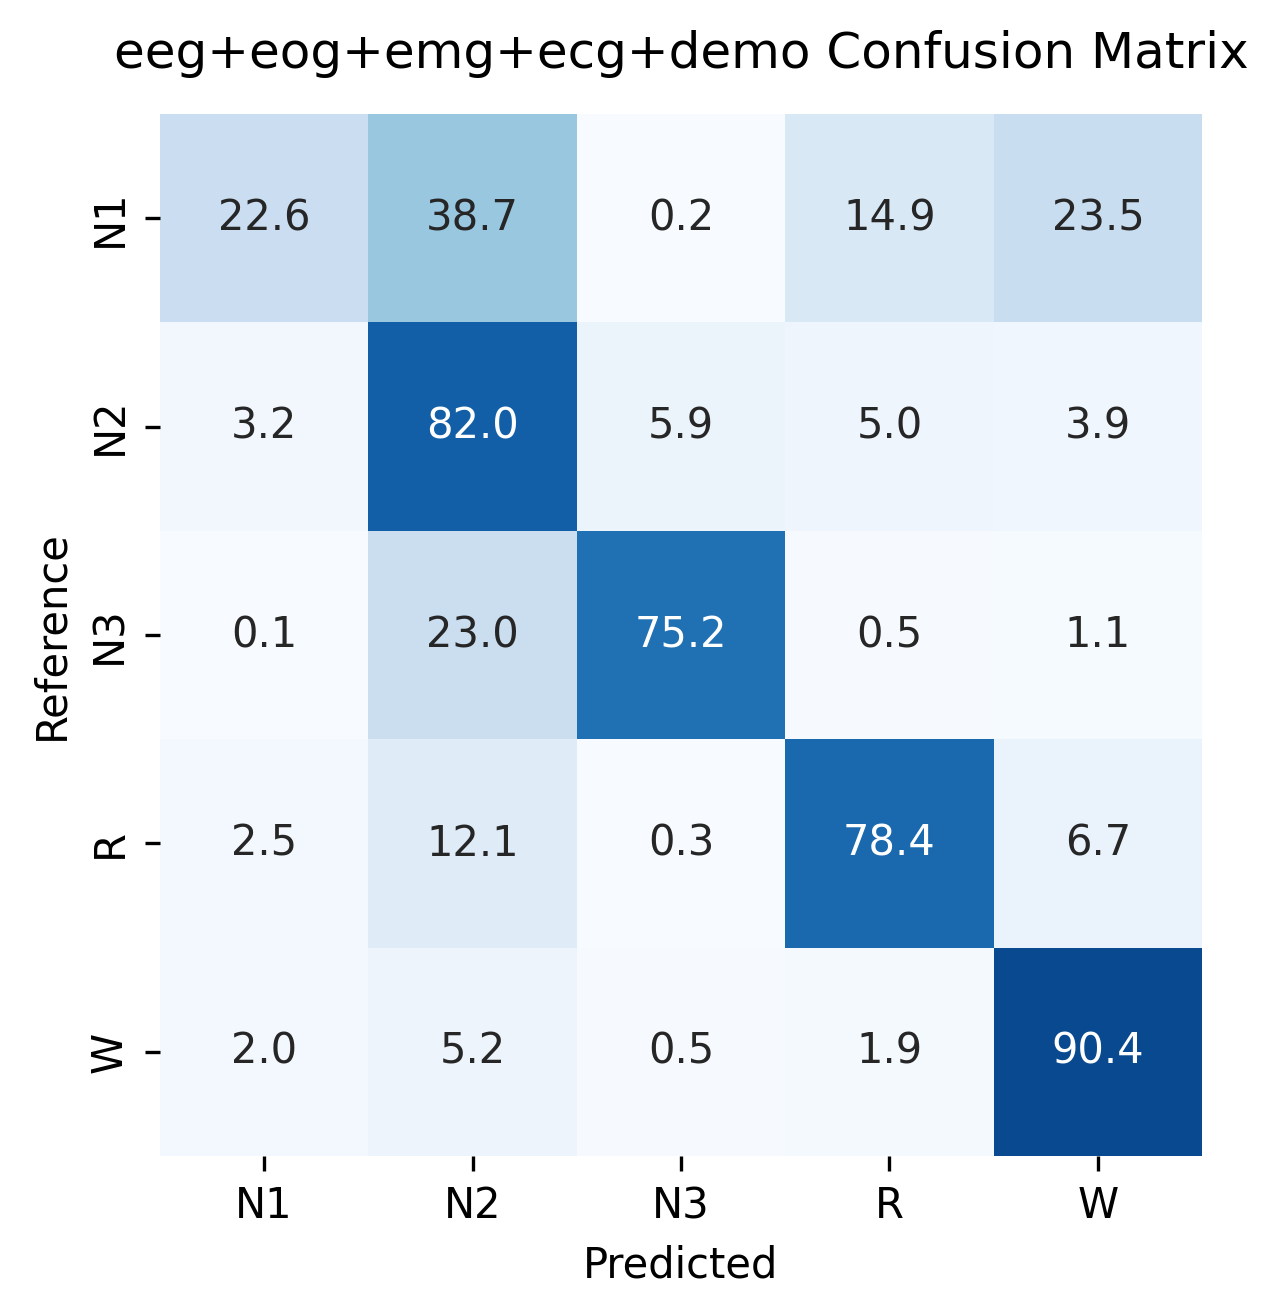 eeg+eog+emg+ecg+demo Confusion Matrix
N1 22.6 38.7 0.2 14.9 23.5
N2 3.2 82.0 5.9 5.0 3.9
N3 0.1 23.0 75.2 0.5 1.1
R 2.5 12.1 0.3 78.4 6.7
W 2.0 5.2 0.5 1.9 90.4
Reference
N1 N2 N3 R W
Predicted